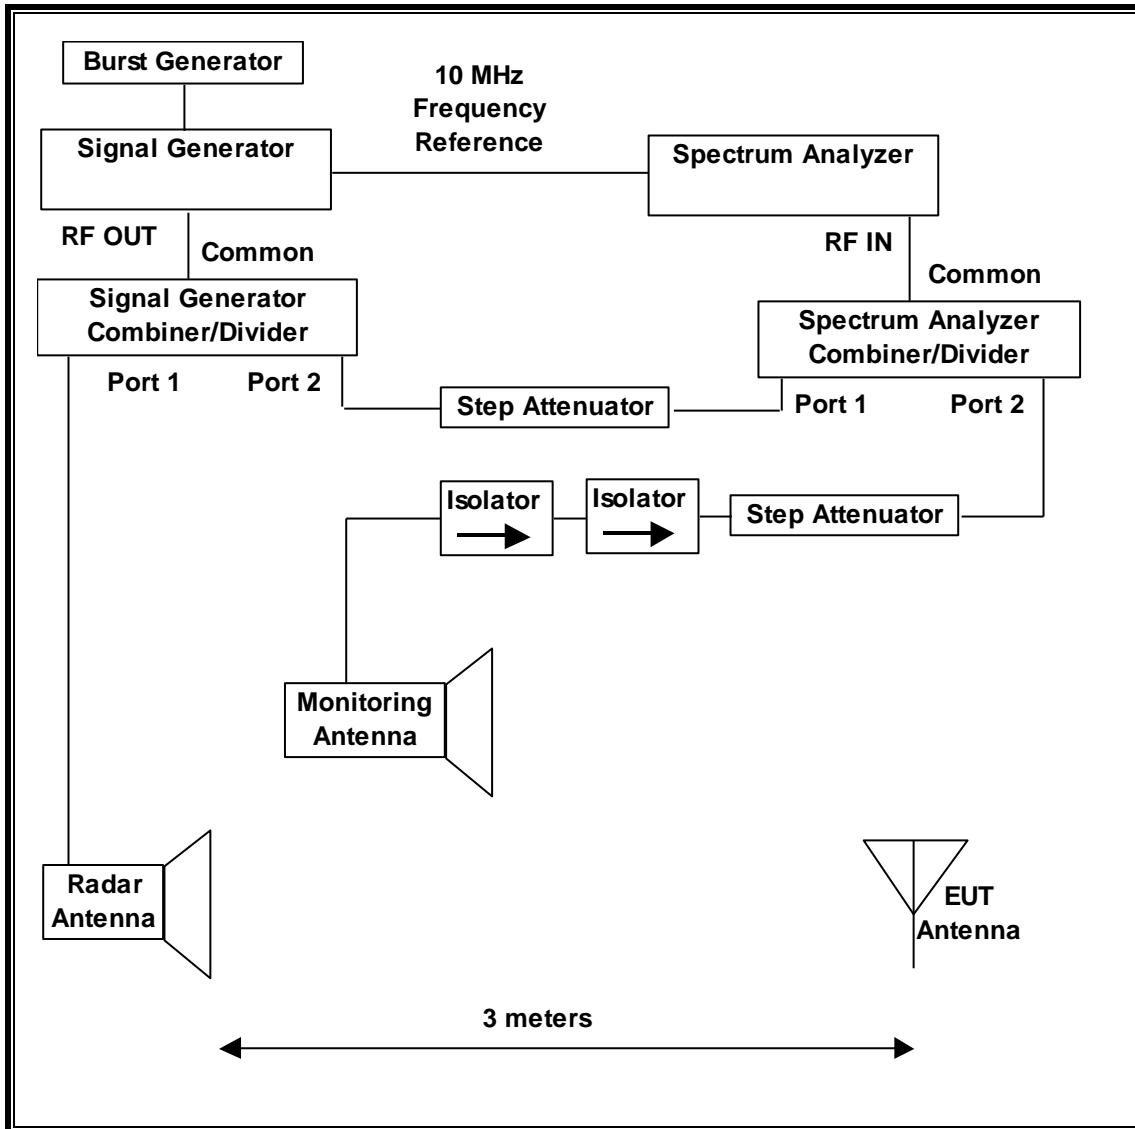 Burst Generator
10 MHz
Frequency
Reference
Signal Generator
Spectrum Analyzer
RF OUT
Common
RF IN
Common
Signal Generator
Combiner/Divider
Spectrum Analyzer
Combiner/Divider
Port 1
Port 2
Step Attenuator
Port 1
Port 2
Isolator
Isolator
Step Attenuator
Monitoring
Antenna
Radar
Antenna
EUT
Antenna
3 meters